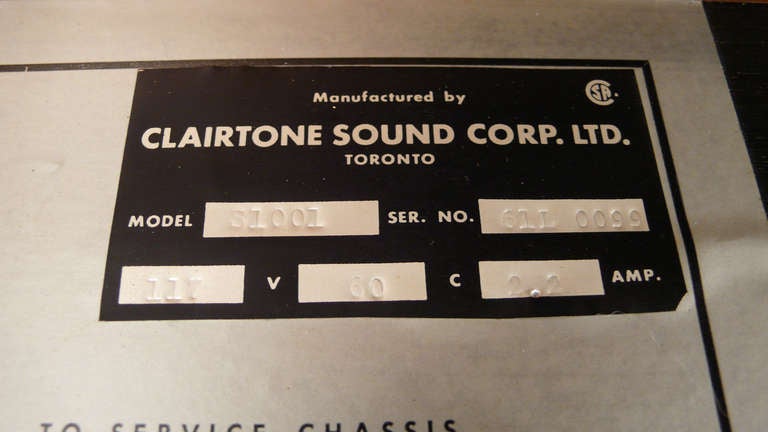 Manufactured by
CSA.
CLAIRTONE SOUND CORP. LTD.
TORONTO
MODEL S1001 SER. NO. 61L 0099
117 V 60 C 2.2 AMP.
TO SERVICE CHASSIS